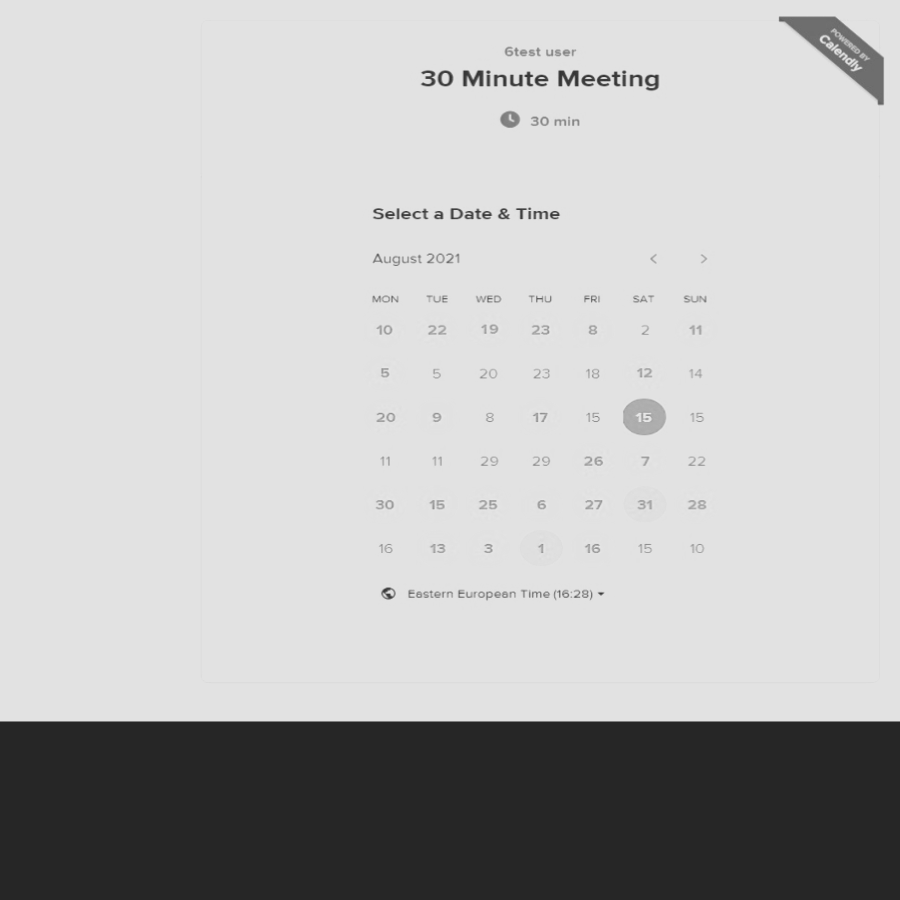 POWERED BY
Calendly
6test user
30 Minute Meeting
30 min
Select a Date & Time
August 2021
MON TUE WED THU FRI SAT SUN
10 22 19 23 8 2 11
5 5 20 23 18 12 14
20 9 8 17 15 15 15
11 11 29 29 26 7 22
30 15 25 6 27 31 28
16 13 3 1 16 15 10
Eastern European Time (16:28)